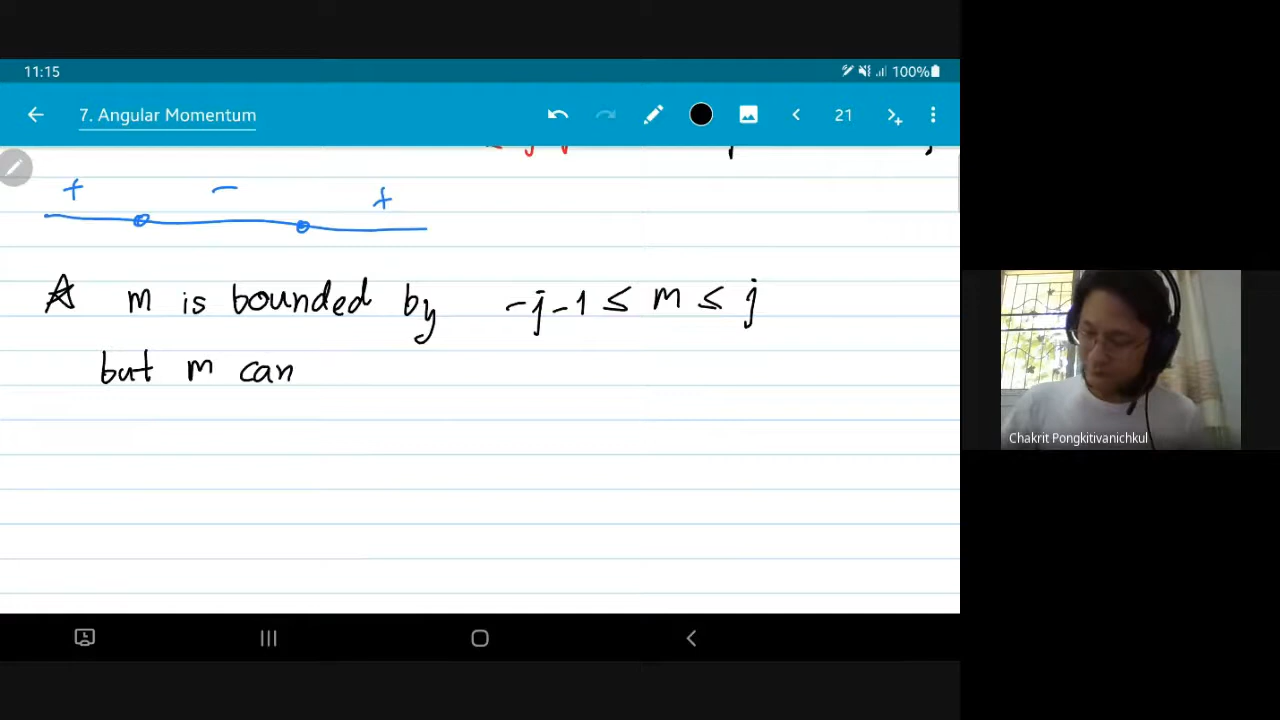 11:15
100%
7. Angular Momentum
21
+ − +
☆ m is bounded by -j-1 ≤ m ≤ j
but m can
Chakrit Pongkitivanichkul